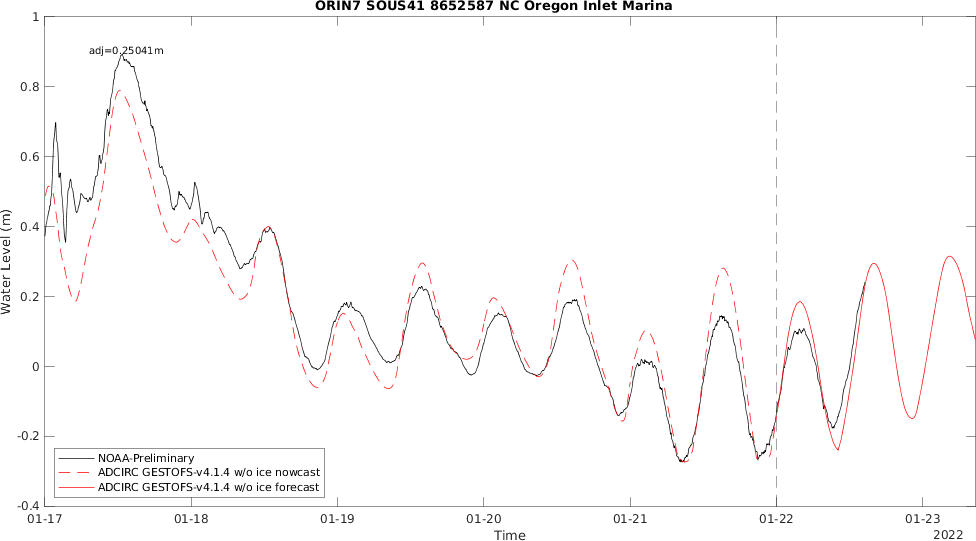 ORIN7 SOUS41 8652587 NC Oregon Inlet Marina
adj=0.25041m
1
0.8
0.6
0.4
0.2
0
-0.2
-0.4
Water Level (m)
NOAA-Preliminary
ADCIRC GESTOFS-v4.1.4 w/o ice nowcast
ADCIRC GESTOFS-v4.1.4 w/o ice forecast
01-17 01-18 01-19 01-20 01-21 01-22 01-23
Time
2022